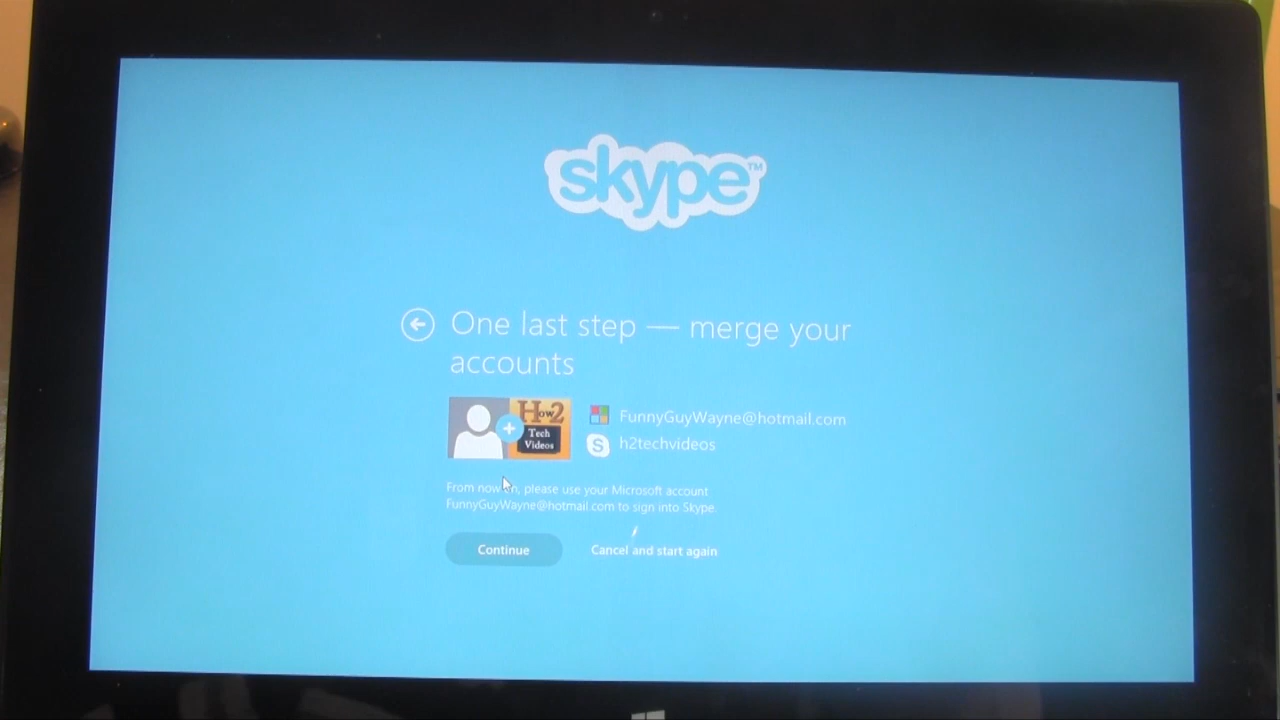 skype™
One last step — merge your
accounts
How2
Tech
Videos
FunnyGuyWayne@hotmail.com
h2techvideos
From now on, please use your Microsoft account
FunnyGuyWayne@hotmail.com to sign into Skype.
Continue
Cancel and start again